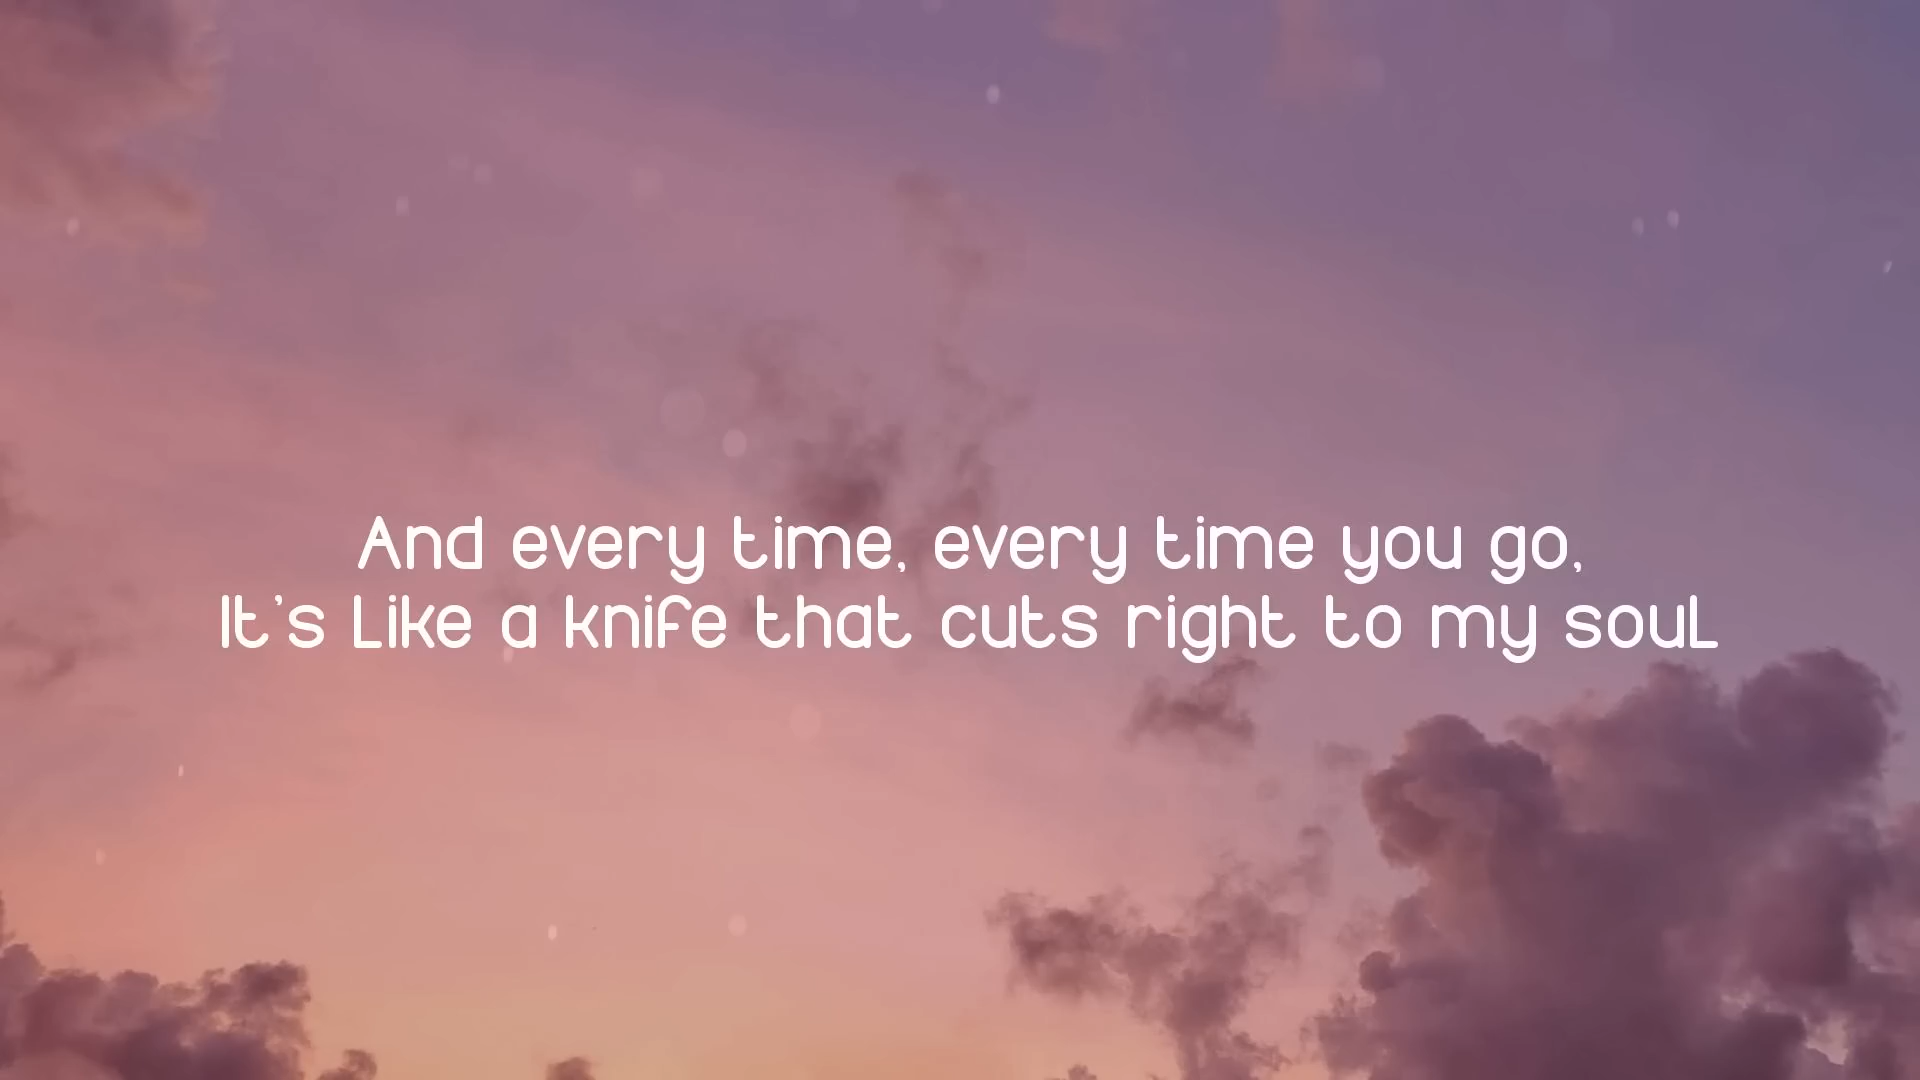 And every time, every time you go,
It's like a knife that cuts right to my soul